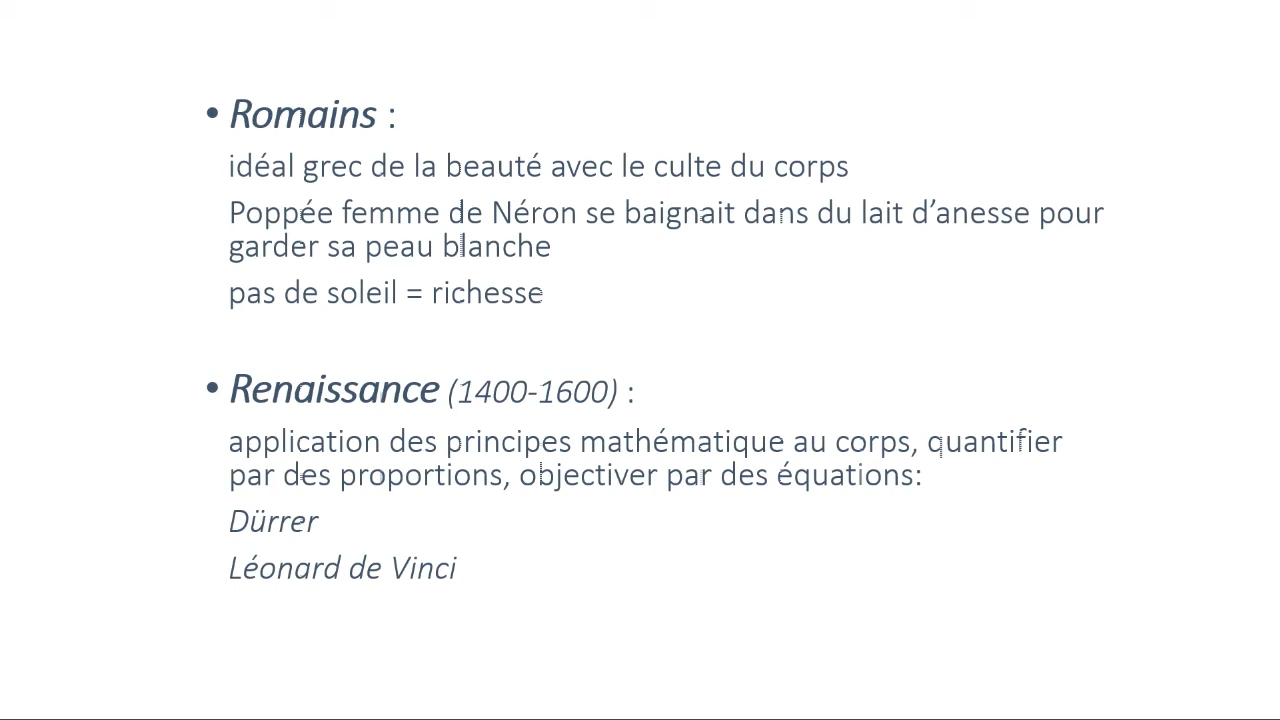 • Romains :
idéal grec de la beauté avec le culte du corps
Poppée femme de Néron se baignait dans du lait d’anesse pour
garder sa peau blanche
pas de soleil = richesse
• Renaissance (1400-1600) :
application des principes mathématique au corps, quantifier
par des proportions, objectiver par des équations:
Dürrer
Léonard de Vinci